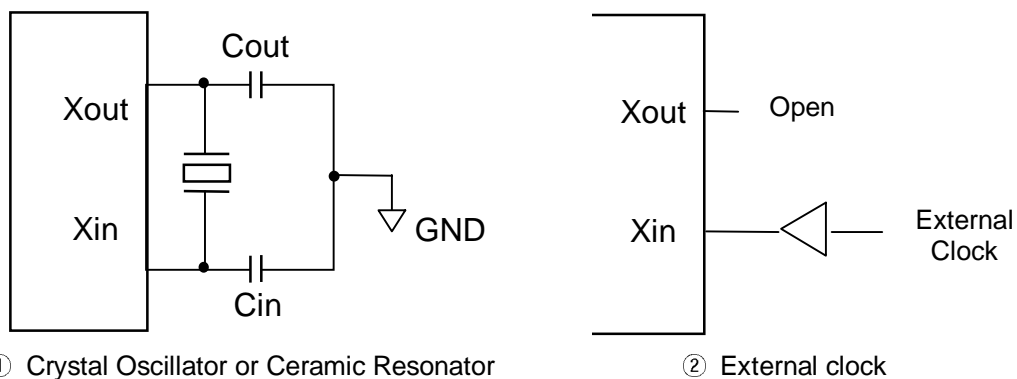 Cout
Xout
Xin
GND
Cin
① Crystal Oscillator or Ceramic Resonator
Xout
Open
Xin
External
Clock
② External clock